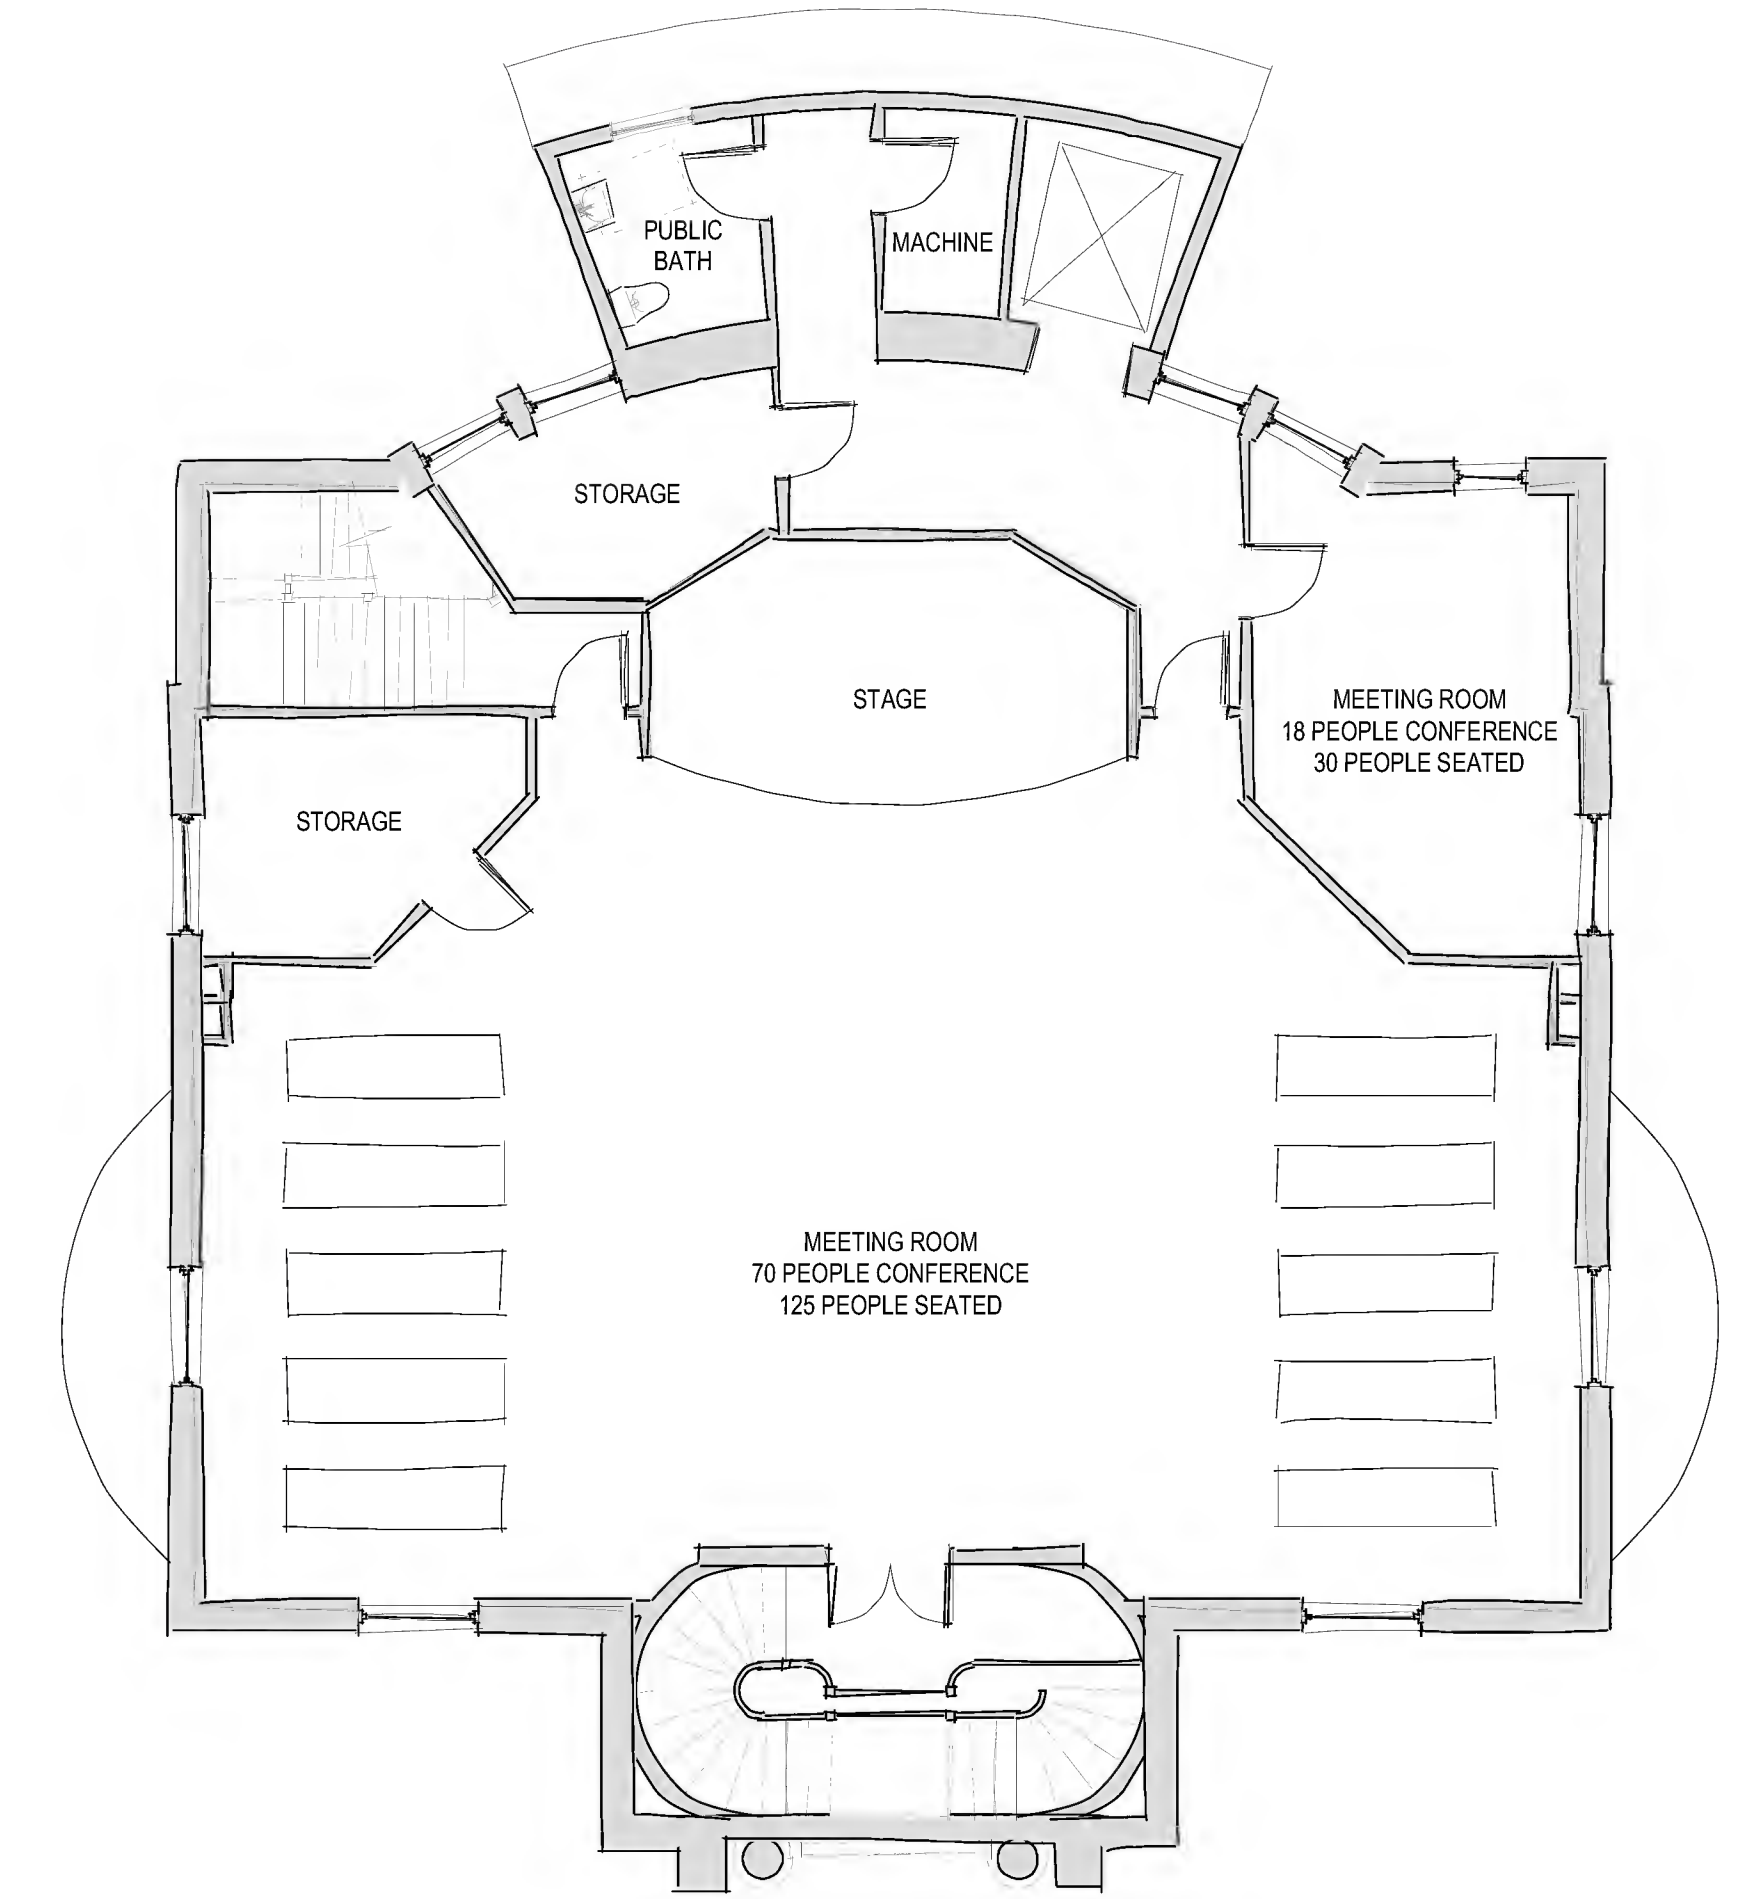 PUBLIC
BATH
MACHINE
STORAGE
STAGE
MEETING ROOM
18 PEOPLE CONFERENCE
30 PEOPLE SEATED
STORAGE
MEETING ROOM
70 PEOPLE CONFERENCE
125 PEOPLE SEATED